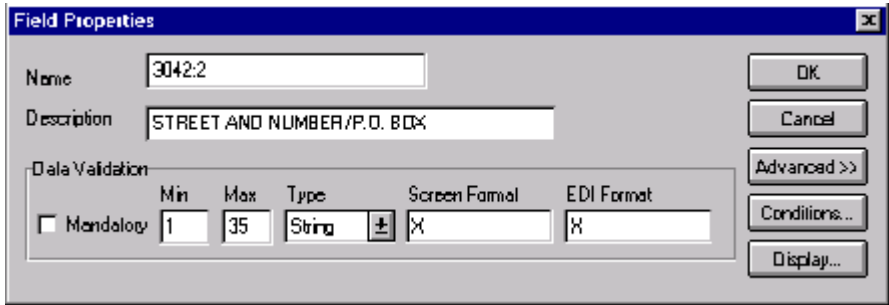 Field Properties
Name 3042:2
Description STREET AND NUMBER/P.O. BOX
Data Validation
Min Max Type Screen Format EDI Format
Mandatory 1 35 String X X
OK
Cancel
Advanced >>
Conditions...
Display...